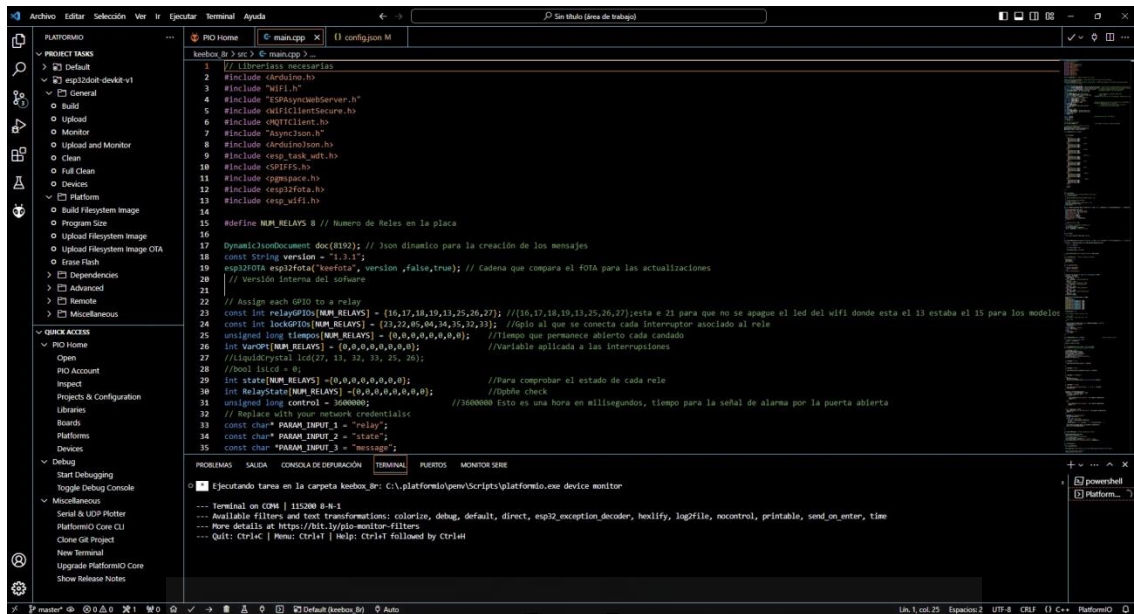 Archivo Editar Selección Ver Ir Ejecutar Terminal Ayuda
Sin título (área de trabajo)
PLATFORMIO
PROJECT TASKS
Default
esp32doit-devkit-v1
General
Build
Upload
Monitor
Upload and Monitor
Clean
Full Clean
Devices
Platform
Build Filesystem Image
Program Size
Upload Filesystem Image
Upload Filesystem Image OTA
Erase Flash
Dependencies
Advanced
Remote
Miscellaneous
QUICK ACCESS
PIO Home
Open
PIO Account
Inspect
Projects & Configuration
Libraries
Boards
Platforms
Devices
Debug
Start Debugging
Toggle Debug Console
Miscellaneous
Serial & UDP Plotter
PlatformIO Core CLI
Clone Git Project
New Terminal
Upgrade PlatformIO Core
Show Release Notes
PIO Home main.cpp config.json M
keebox_8r > src > main.cpp > ...
1 // Libreriass necesarias
2 #include <Arduino.h>
3 #include "WiFi.h"
4 #include "ESPAsyncWebServer.h"
5 #include <WiFiClientSecure.h>
6 #include <MQTTClient.h>
7 #include "AsyncJson.h"
8 #include <ArduinoJson.h>
9 #include <esp_task_wdt.h>
10 #include <SPIFFS.h>
11 #include <pgmspace.h>
12 #include <esp32fota.h>
13 #include <esp_wifi.h>
14
15 #define NUM_RELAYS 8 // Numero de Reles en la placa
16
17 DynamicJsonDocument doc(8192); // Json dinamico para la creación de los mensajes
18 const String version = "1.3.1";
19 esp32FOTA esp32fota("keefota", version ,false,true); // Cadena que compara el fOTA para las actualizaciones
20 // Versión interna del sofware
21
22 // Assign each GPIO to a relay
23 const int relayGPIOs[NUM_RELAYS] = {16,17,18,19,13,25,26,27}; //{16,17,18,19,13,25,26,27};esta e 21 para que no se apague el led del wifi donde esta el 13 estaba el 15 para los modelos
24 const int lockGPIOs[NUM_RELAYS] = {23,22,05,04,34,35,32,33}; //Gpio al que se conecta cada interruptor asociado al rele
25 unsigned long tiempos[NUM_RELAYS] = {0,0,0,0,0,0,0,0}; //Tiempo que permanece abierto cada candado
26 int VarOPt[NUM_RELAYS] = {0,0,0,0,0,0,0,0}; //Variable aplicada a las interrupsiones
27 //LiquidCrystal lcd(27, 13, 32, 33, 25, 26);
28 //bool isLcd = 0;
29 int state[NUM_RELAYS] ={0,0,0,0,0,0,0,0}; //Para comprobar el estado de cada rele
30 int RelayState[NUM_RELAYS] ={0,0,0,0,0,0,0,0}; //Dpbñe check
31 unsigned long control = 3600000; //3600000 Esto es una hora en milisegundos, tiempo para la señal de alarma por la puerta abierta
32 // Replace with your network credentials<
33 const char* PARAM_INPUT_1 = "relay";
34 const char* PARAM_INPUT_2 = "state";
35 const char *PARAM_INPUT_3 = "message";
PROBLEMAS SALIDA CONSOLA DE DEPURACIÓN TERMINAL PUERTOS MONITOR SERIE
* Ejecutando tarea en la carpeta keebox_8r: C:\.platformio\penv\Scripts\platformio.exe device monitor
--- Terminal on COM4 | 115200 8-N-1
--- Available filters and text transformations: colorize, debug, default, direct, esp32_exception_decoder, hexlify, log2file, nocontrol, printable, send_on_enter, time
--- More details at https://bit.ly/pio-monitor-filters
--- Quit: Ctrl+C | Menu: Ctrl+T | Help: Ctrl+T followed by Ctrl+H
powershell
Platform...
master* 0 0 0 1 0 Default (keebox_8r) Auto Lín. 1, col. 25 Espacios: 2 UTF-8 CRLF {} C++ PlatformIO